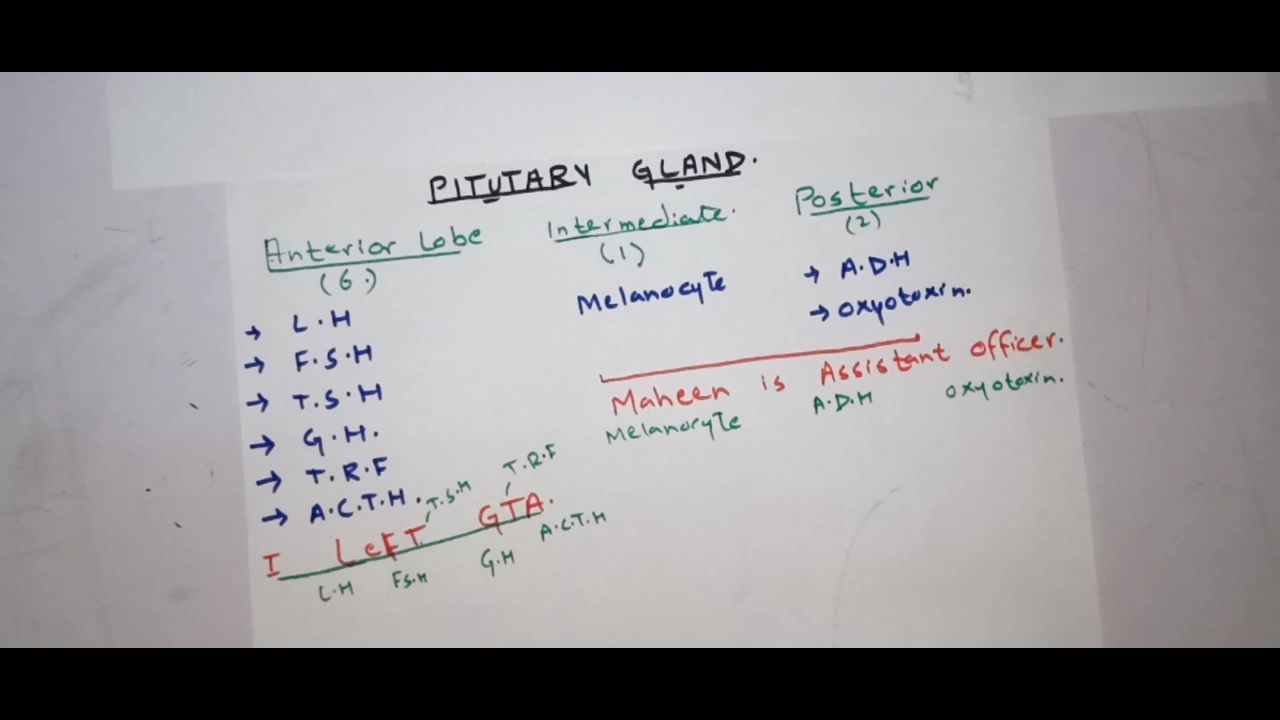 PITUTARY GLAND.
Anterior Lobe
(6.)
→ L.H
→ F.S.H
→ T.S.H
→ G.H.
→ T.R.F
→ A.C.T.H.
T.S.H
T.R.F
I LeFT GTA.
L.H
F.S.H
G.H
A.C.T.H
Intermediate.
(1)
Melanocyte
Posterior
(2)
→ A.D.H
→ oxyotoxin.
Maheen is Assistant officer.
Melanocyte A.D.H oxyotoxin.